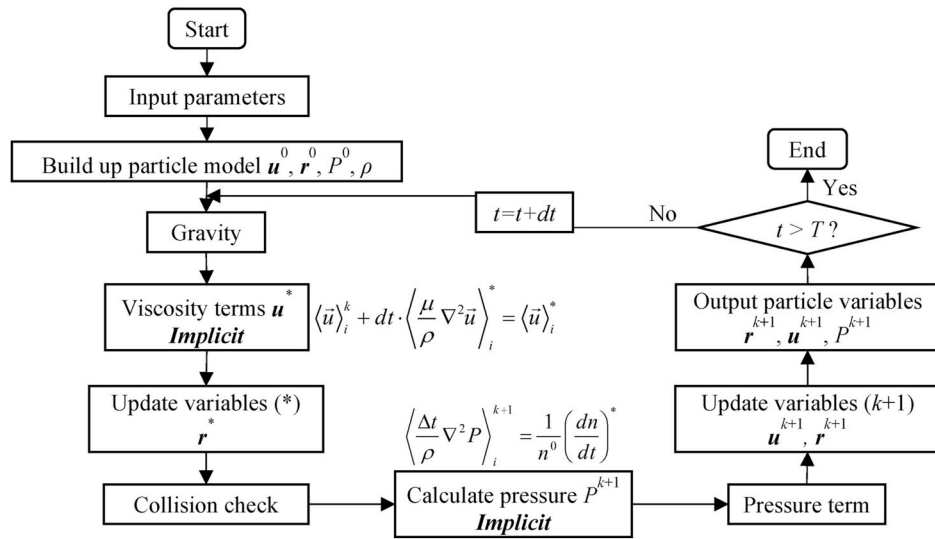 Start
Input parameters
Build up particle model u⁰, r⁰, P⁰, ρ
Gravity
Viscosity terms u*
Implicit
⟨u⃗⟩ᵢᵏ + dt·⟨μ/ρ ∇²u⃗⟩ᵢ* = ⟨u⃗⟩ᵢ*
Update variables (*)
r*
Collision check
⟨Δt/ρ ∇²P⟩ᵢᵏ⁺¹ = 1/n⁰ (dn/dt)*
Calculate pressure Pᵏ⁺¹
Implicit
Pressure term
Update variables (k+1)
uᵏ⁺¹, rᵏ⁺¹
Output particle variables
rᵏ⁺¹, uᵏ⁺¹, Pᵏ⁺¹
t > T ?
No
t=t+dt
Yes
End